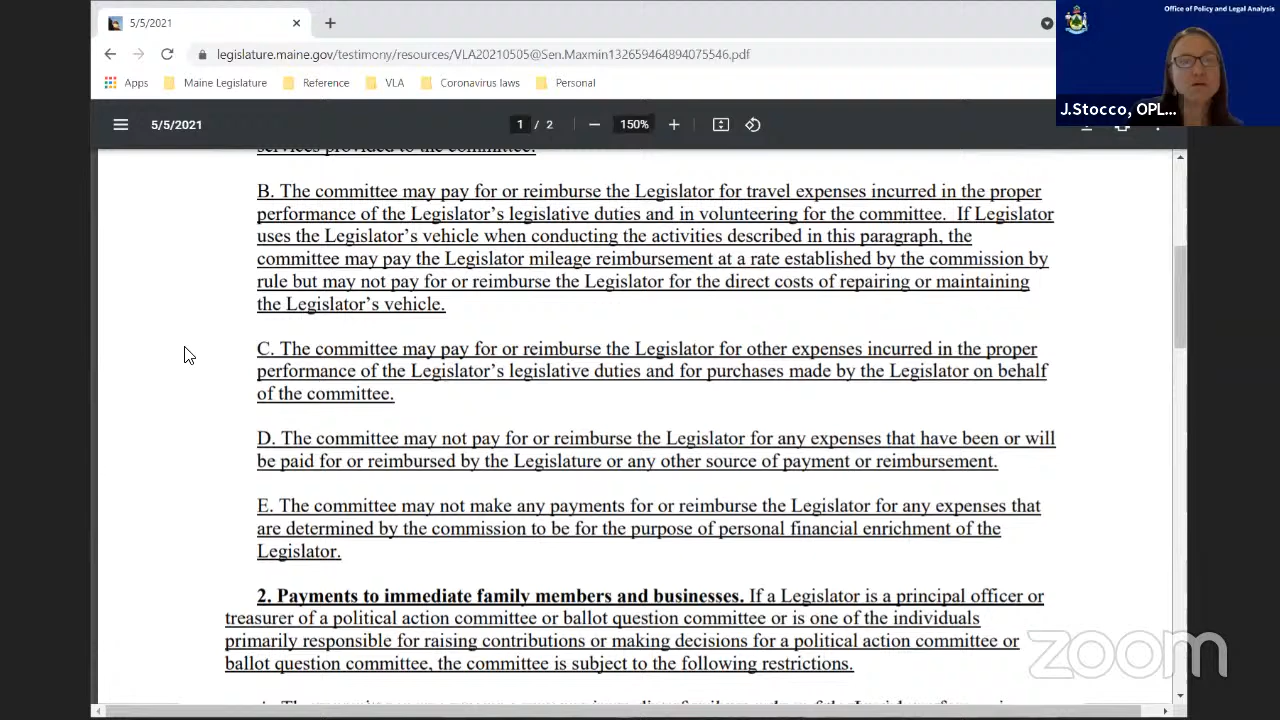 5/5/2021
Office of Policy and Legal Analysis
legislature.maine.gov/testimony/resources/VLA20210505@Sen.Maxmin132659464894075546.pdf
Apps Maine Legislature Reference VLA Coronavirus laws Personal
J.Stocco, OPL...
5/5/2021 1 / 2 150%
services provided to the committee.
B. The committee may pay for or reimburse the Legislator for travel expenses incurred in the proper
performance of the Legislator’s legislative duties and in volunteering for the committee. If Legislator
uses the Legislator’s vehicle when conducting the activities described in this paragraph, the
committee may pay the Legislator mileage reimbursement at a rate established by the commission by
rule but may not pay for or reimburse the Legislator for the direct costs of repairing or maintaining
the Legislator’s vehicle.
C. The committee may pay for or reimburse the Legislator for other expenses incurred in the proper
performance of the Legislator’s legislative duties and for purchases made by the Legislator on behalf
of the committee.
D. The committee may not pay for or reimburse the Legislator for any expenses that have been or will
be paid for or reimbursed by the Legislature or any other source of payment or reimbursement.
E. The committee may not make any payments for or reimburse the Legislator for any expenses that
are determined by the commission to be for the purpose of personal financial enrichment of the
Legislator.
2. Payments to immediate family members and businesses. If a Legislator is a principal officer or
treasurer of a political action committee or ballot question committee or is one of the individuals
primarily responsible for raising contributions or making decisions for a political action committee or
ballot question committee, the committee is subject to the following restrictions.
zoom